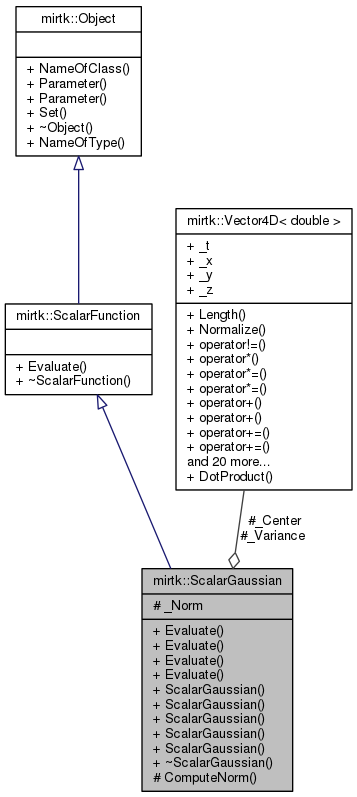 mirtk::Object
+ NameOfClass()
+ Parameter()
+ Parameter()
+ Set()
+ ~Object()
+ NameOfType()
mirtk::Vector4D< double >
+ _t
+ _x
+ _y
+ _z
+ Length()
+ Normalize()
+ operator!=()
+ operator*()
+ operator*=()
+ operator*=()
+ operator+()
+ operator+()
+ operator+=()
+ operator+=()
and 20 more...
+ DotProduct()
mirtk::ScalarFunction
+ Evaluate()
+ ~ScalarFunction()
#_Center
#_Variance
mirtk::ScalarGaussian
# _Norm
+ Evaluate()
+ Evaluate()
+ Evaluate()
+ Evaluate()
+ ScalarGaussian()
+ ScalarGaussian()
+ ScalarGaussian()
+ ScalarGaussian()
+ ScalarGaussian()
+ ~ScalarGaussian()
# ComputeNorm()